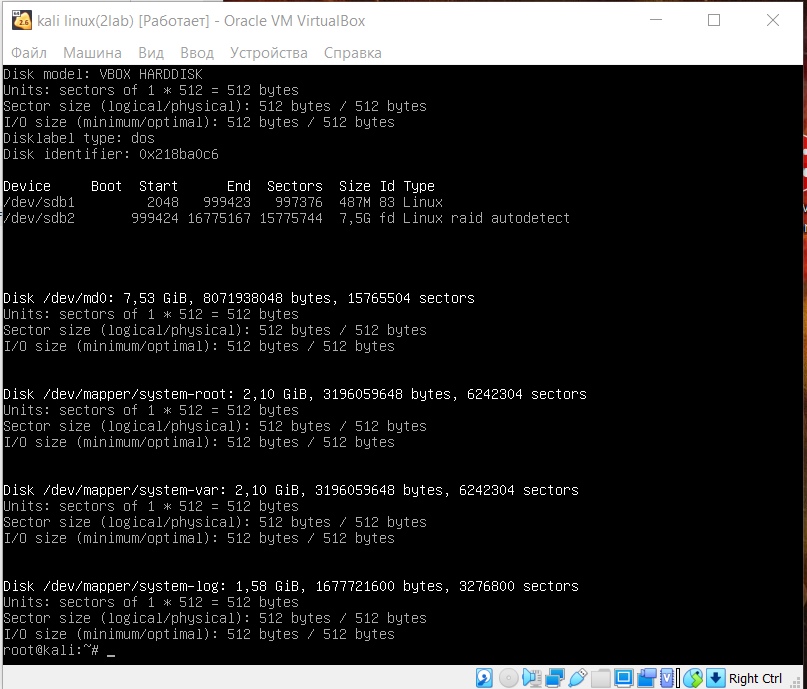 kali linux(2lab) [Работает] - Oracle VM VirtualBox
Файл Машина Вид Ввод Устройства Справка
Disk model: VBOX HARDDISK
Units: sectors of 1 * 512 = 512 bytes
Sector size (logical/physical): 512 bytes / 512 bytes
I/O size (minimum/optimal): 512 bytes / 512 bytes
Disklabel type: dos
Disk identifier: 0x218ba0c6
Device Boot Start End Sectors Size Id Type
/dev/sdb1 2048 999423 997376 487M 83 Linux
/dev/sdb2 999424 16775167 15775744 7,5G fd Linux raid autodetect
Disk /dev/md0: 7,53 GiB, 8071938048 bytes, 15765504 sectors
Units: sectors of 1 * 512 = 512 bytes
Sector size (logical/physical): 512 bytes / 512 bytes
I/O size (minimum/optimal): 512 bytes / 512 bytes
Disk /dev/mapper/system-root: 2,10 GiB, 3196059648 bytes, 6242304 sectors
Units: sectors of 1 * 512 = 512 bytes
Sector size (logical/physical): 512 bytes / 512 bytes
I/O size (minimum/optimal): 512 bytes / 512 bytes
Disk /dev/mapper/system-var: 2,10 GiB, 3196059648 bytes, 6242304 sectors
Units: sectors of 1 * 512 = 512 bytes
Sector size (logical/physical): 512 bytes / 512 bytes
I/O size (minimum/optimal): 512 bytes / 512 bytes
Disk /dev/mapper/system-log: 1,58 GiB, 1677721600 bytes, 3276800 sectors
Units: sectors of 1 * 512 = 512 bytes
Sector size (logical/physical): 512 bytes / 512 bytes
I/O size (minimum/optimal): 512 bytes / 512 bytes
root@kali:~# _
Right Ctrl